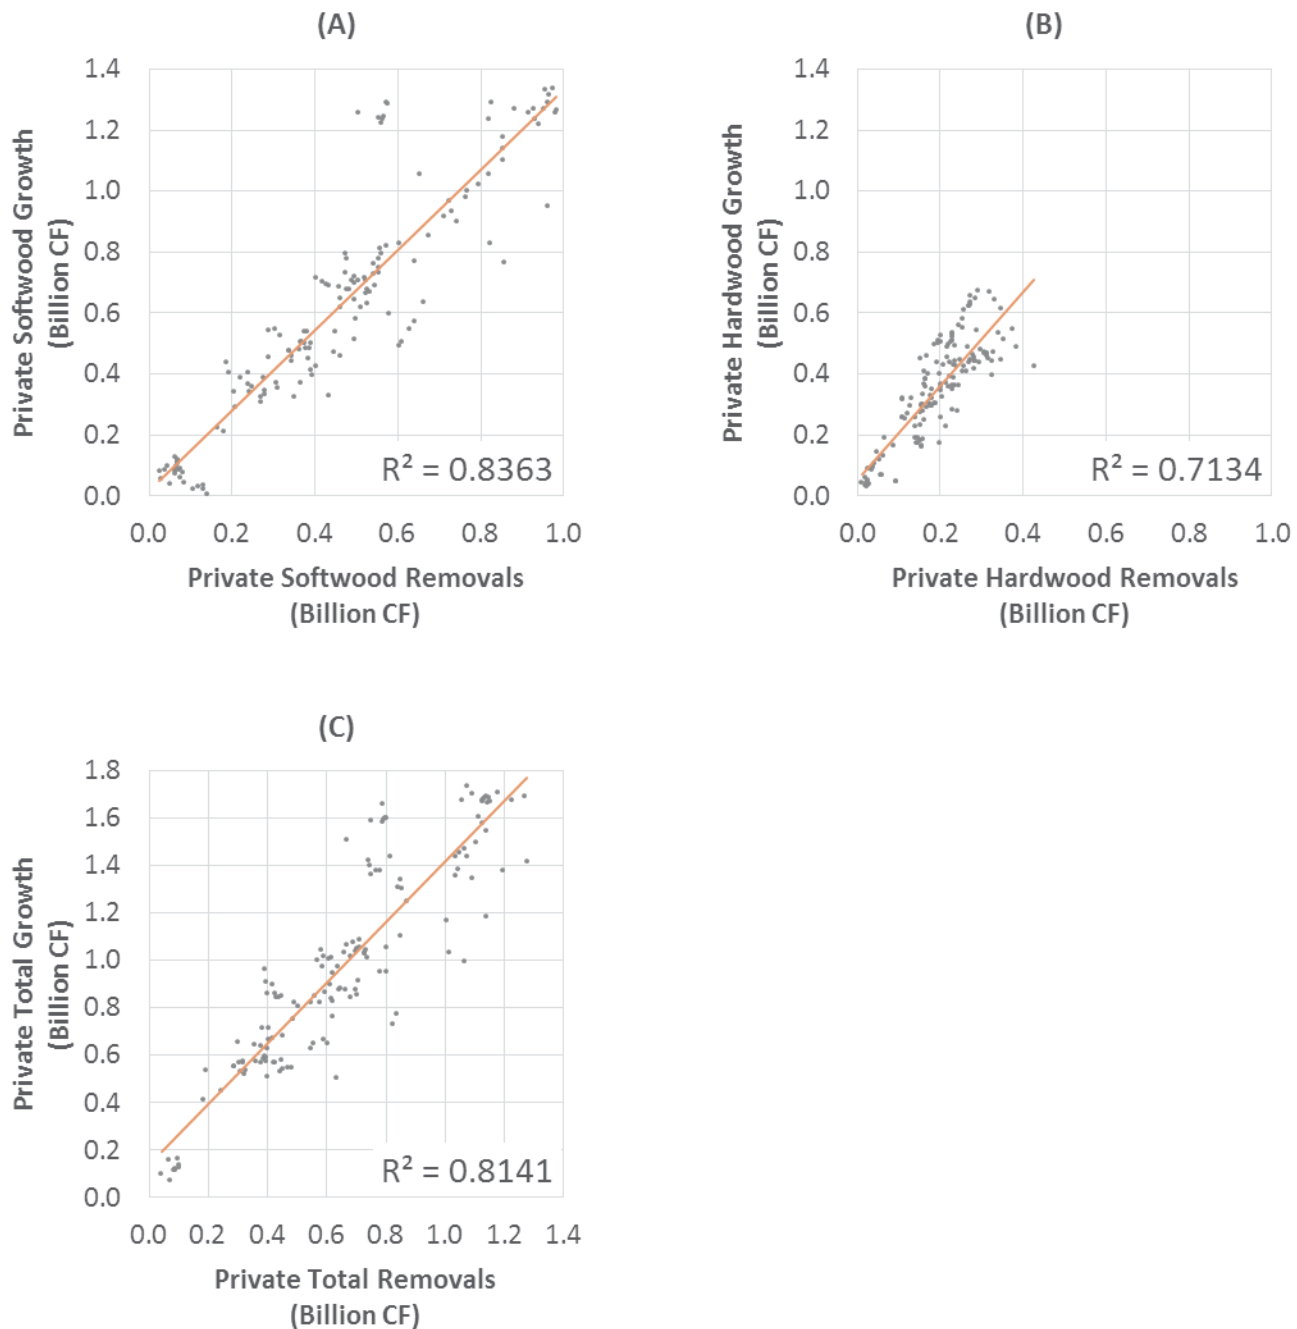 (A)
1.4
1.2
1.0
0.8
0.6
0.4
0.2
0.0
Private Softwood Growth
(Billion CF)
R² = 0.8363
0.0 0.2 0.4 0.6 0.8 1.0
Private Softwood Removals
(Billion CF)
(B)
1.4
1.2
1.0
0.8
0.6
0.4
0.2
0.0
Private Hardwood Growth
(Billion CF)
R² = 0.7134
0.0 0.2 0.4 0.6 0.8 1.0
Private Hardwood Removals
(Billion CF)
(C)
1.8
1.6
1.4
1.2
1.0
0.8
0.6
0.4
0.2
0.0
Private Total Growth
(Billion CF)
R² = 0.8141
0.0 0.2 0.4 0.6 0.8 1.0 1.2 1.4
Private Total Removals
(Billion CF)